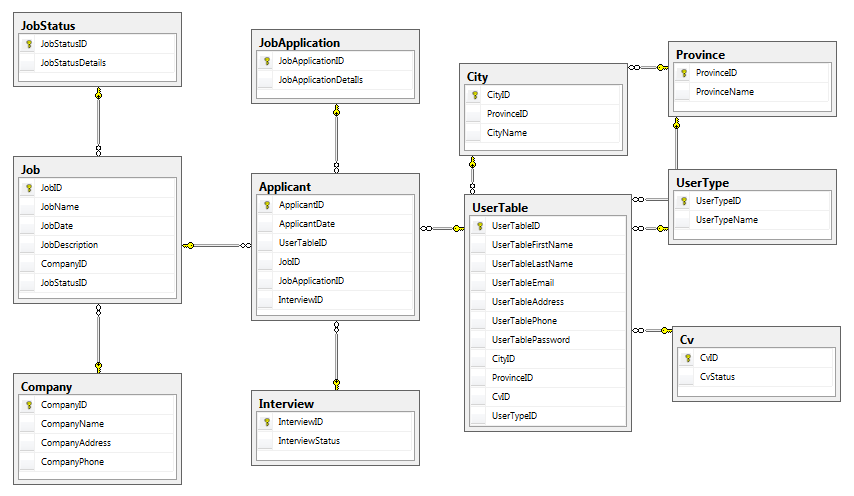 JobStatus
JobStatusID
JobStatusDetails
JobApplication
JobApplicationID
JobApplicationDetails
City
CityID
ProvinceID
CityName
Province
ProvinceID
ProvinceName
Job
JobID
JobName
JobDate
JobDescription
CompanyID
JobStatusID
Applicant
ApplicantID
ApplicantDate
UserTableID
JobID
JobApplicationID
InterviewID
UserTable
UserTableID
UserTableFirstName
UserTableLastName
UserTableEmail
UserTableAddress
UserTablePhone
UserTablePassword
CityID
ProvinceID
CvID
UserTypeID
UserType
UserTypeID
UserTypeName
Cv
CvID
CvStatus
Company
CompanyID
CompanyName
CompanyAddress
CompanyPhone
Interview
InterviewID
InterviewStatus